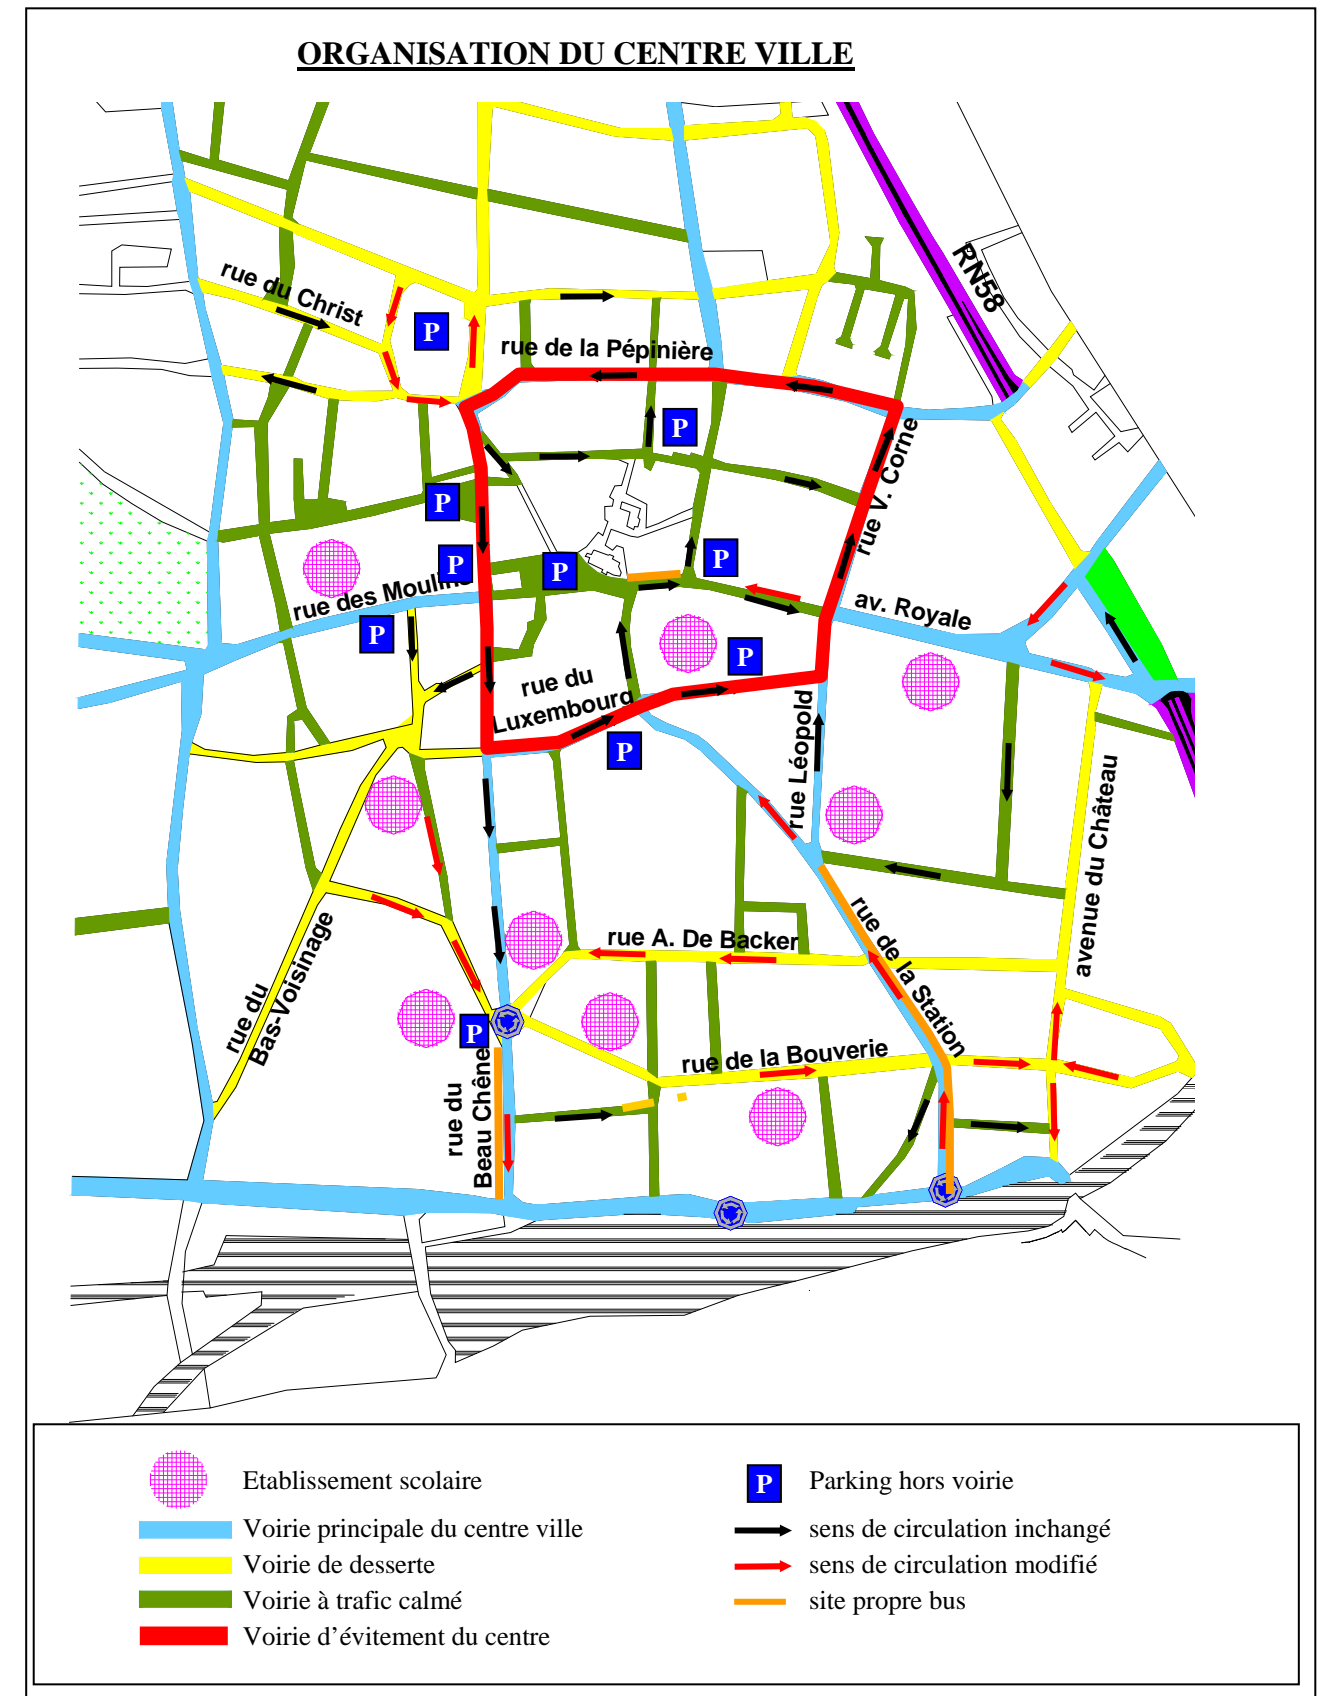 ORGANISATION DU CENTRE VILLE
RN58
rue du Christ
P
rue de la Pépinière
P
rue V. Corne
P
P
P
P
rue des Moulins
P
av. Royale
P
rue du
Luxembourg
P
rue Léopold
avenue du Château
rue A. De Backer
rue de la Station
rue du
Bas-Voisinage
P
rue de la Bouverie
rue du
Beau Chêne
Etablissement scolaire
Voirie principale du centre ville
Voirie de desserte
Voirie à trafic calmé
Voirie d’évitement du centre
P
Parking hors voirie
sens de circulation inchangé
sens de circulation modifié
site propre bus